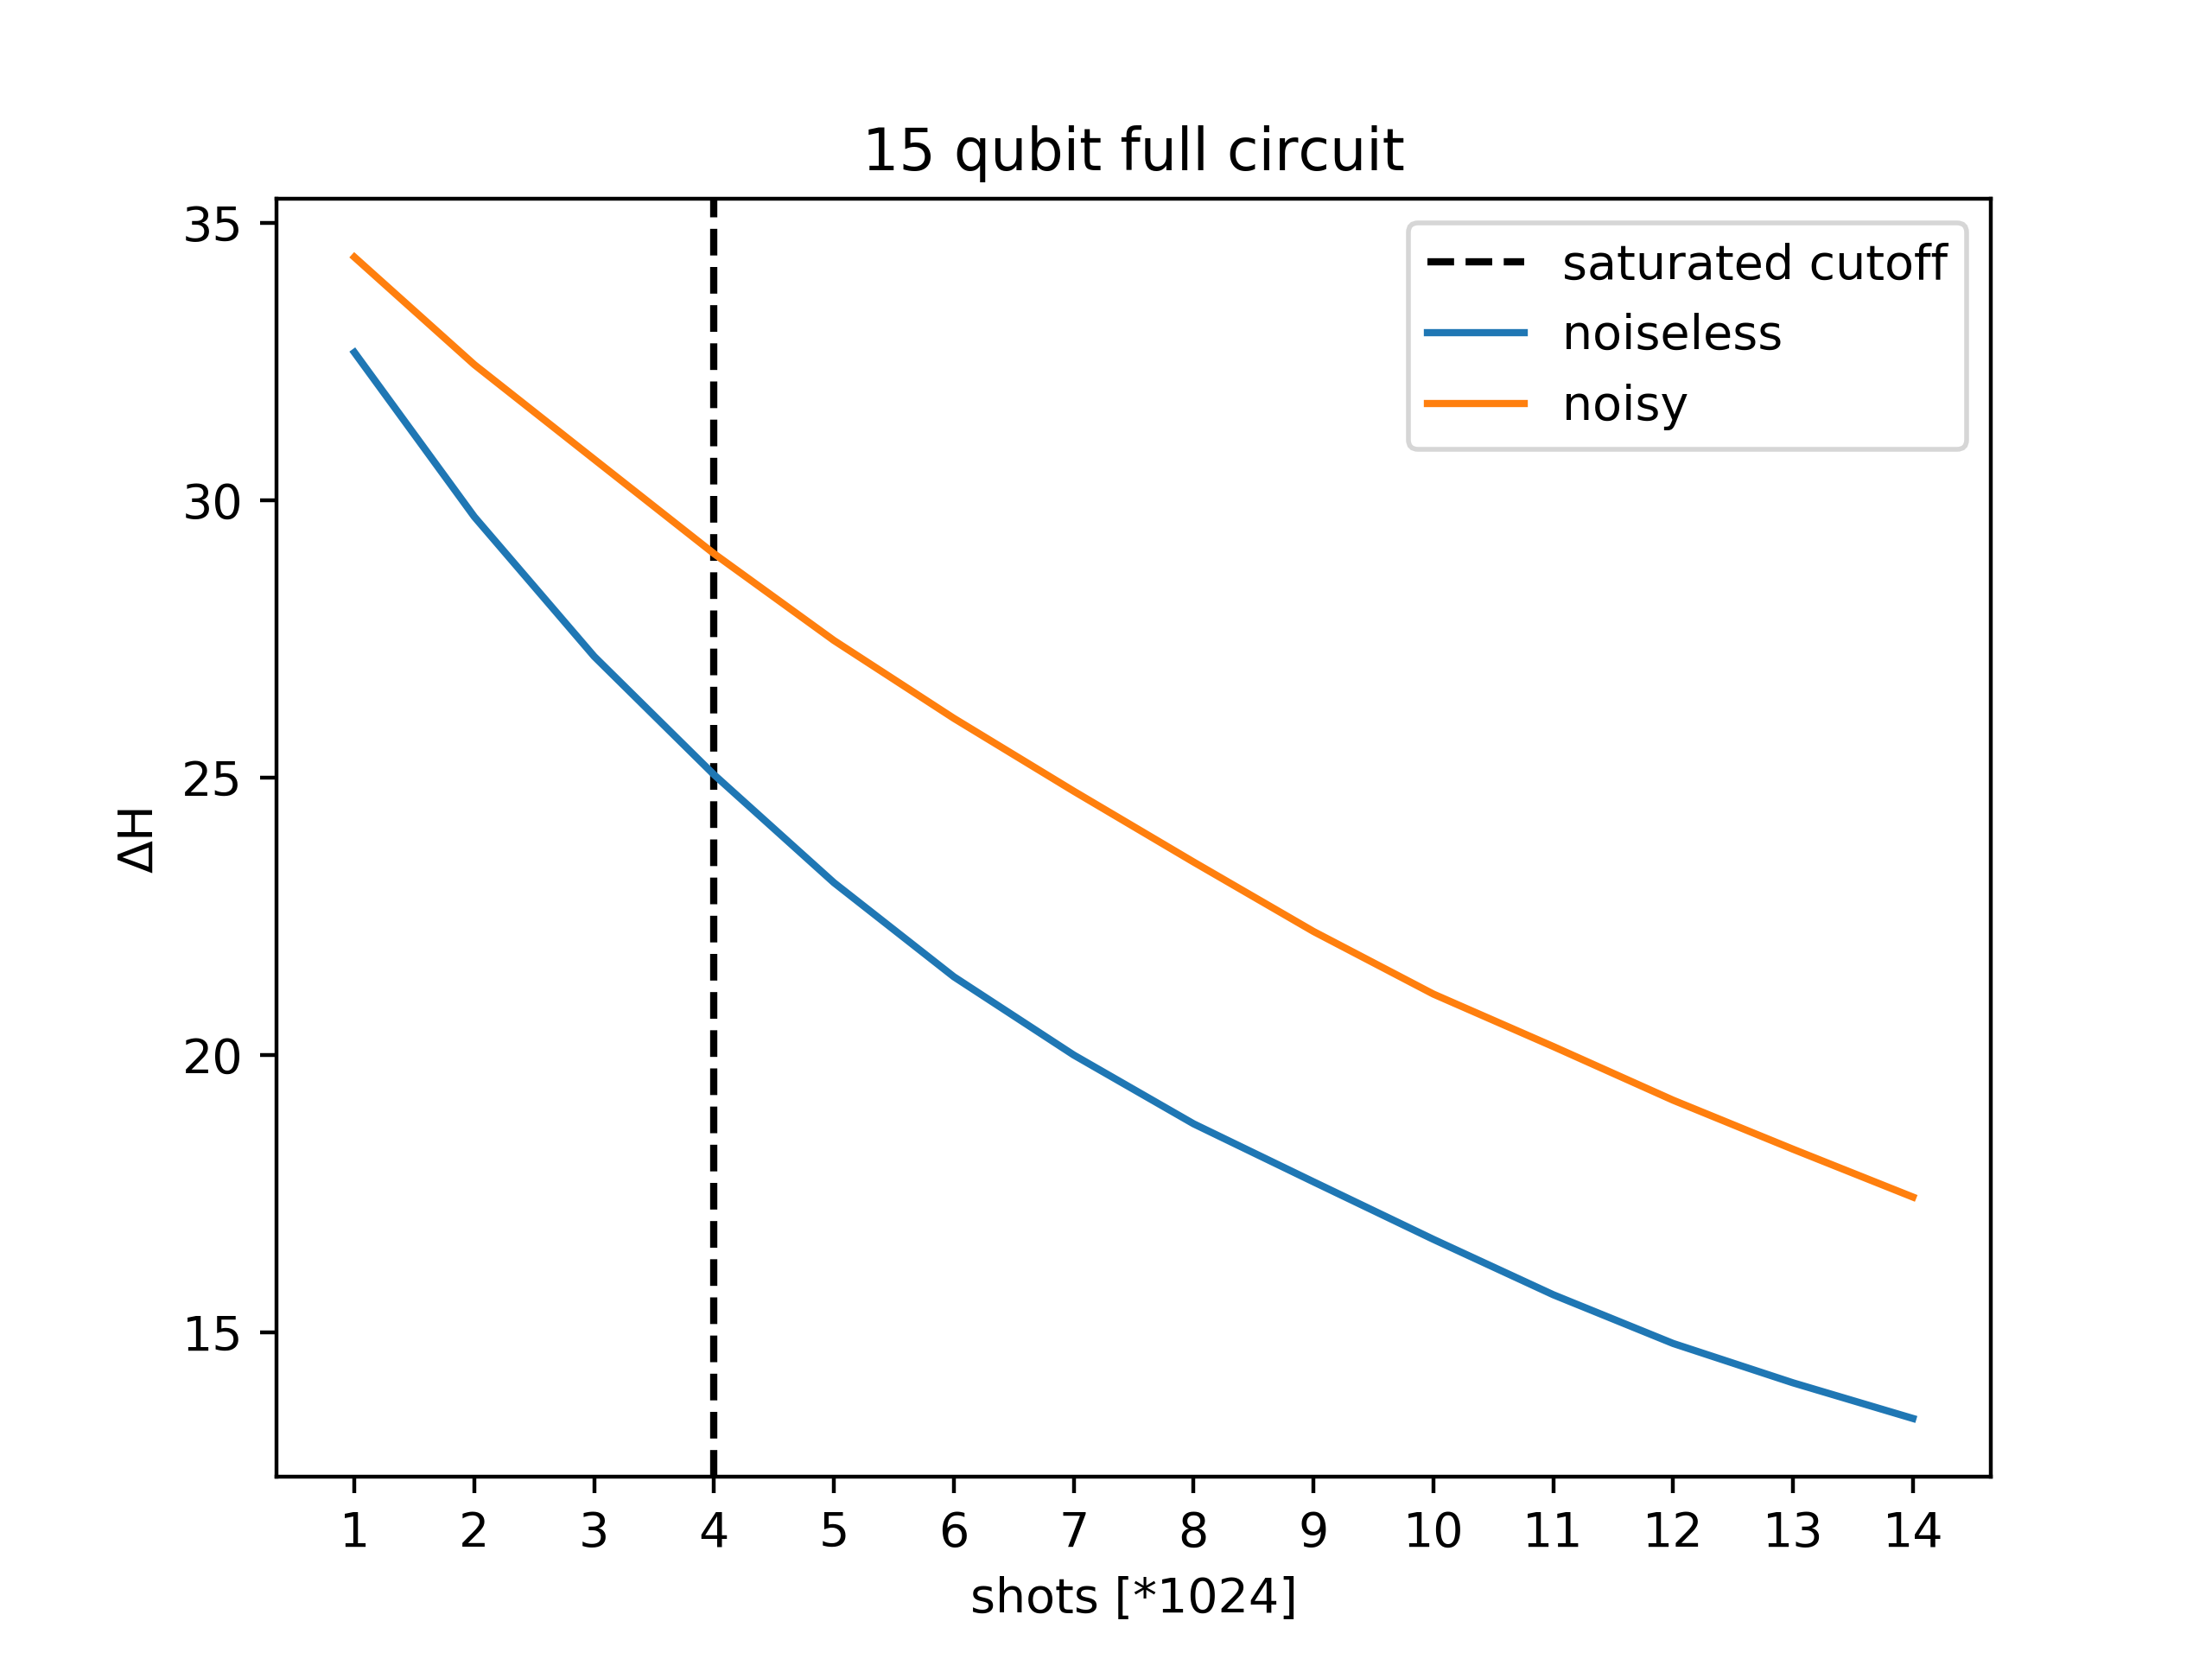 15 qubit full circuit
35
30
25
20
15
ΔH
saturated cutoff
noiseless
noisy
1 2 3 4 5 6 7 8 9 10 11 12 13 14
shots [*1024]